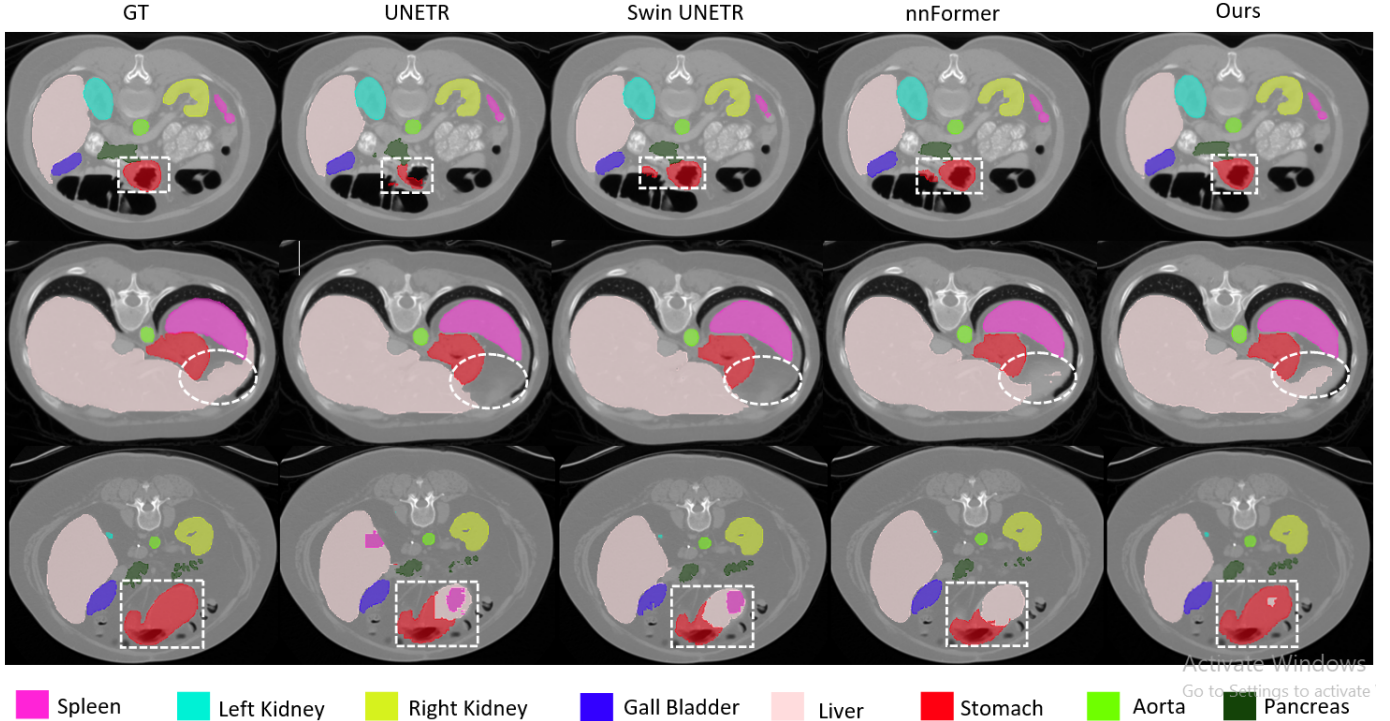 GT UNETR Swin UNETR nnFormer Ours
Activate Windows
Go to Settings to activate
Spleen Left Kidney Right Kidney Gall Bladder Liver Stomach Aorta Pancreas